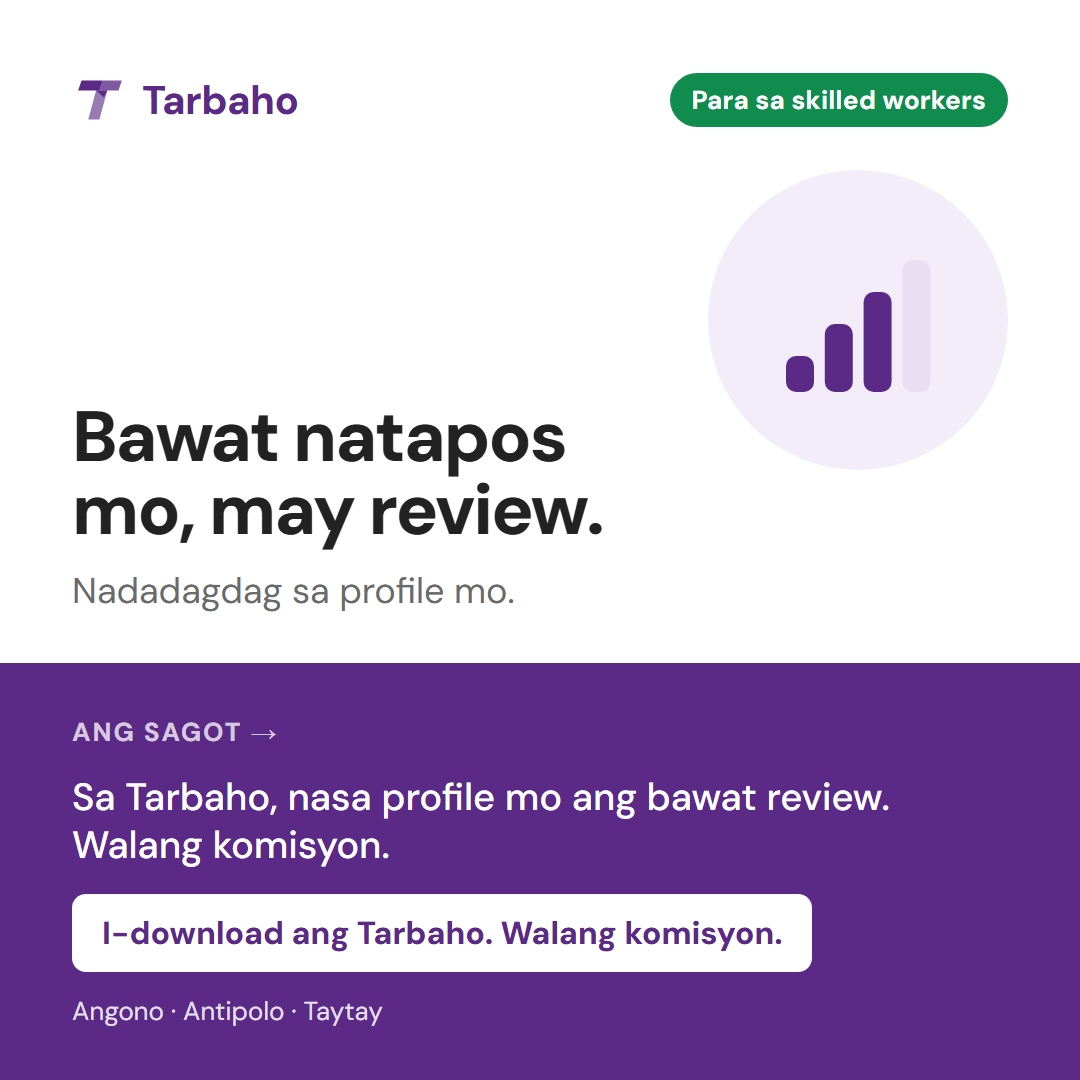 Tarbaho
Para sa skilled workers
Bawat natapos
mo, may review.
Nadadagdag sa profile mo.
ANG SAGOT →
Sa Tarbaho, nasa profile mo ang bawat review.
Walang komisyon.
I-download ang Tarbaho. Walang komisyon.
Angono · Antipolo · Taytay